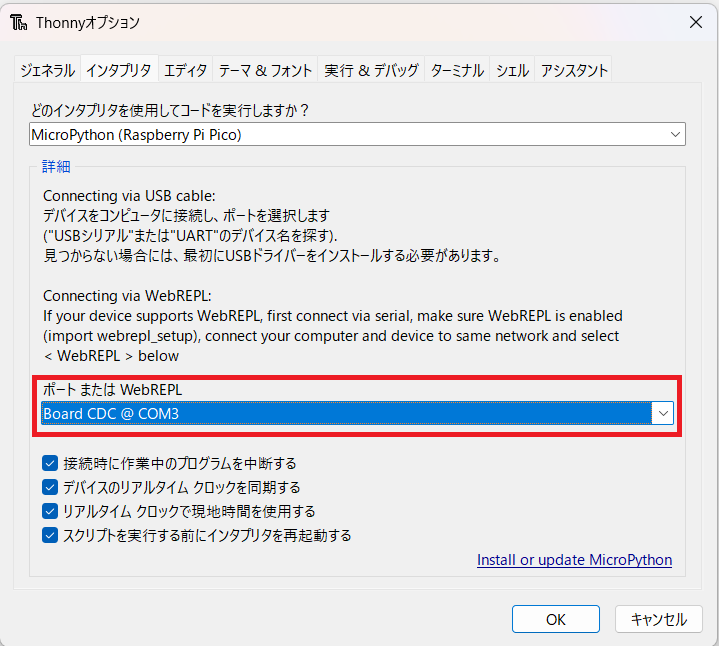 Thonnyオプション
ジェネラル インタプリタ エディタ テーマ & フォント 実行 & デバッグ ターミナル シェル アシスタント
どのインタプリタを使用してコードを実行しますか？
MicroPython (Raspberry Pi Pico)
詳細
Connecting via USB cable:
デバイスをコンピュータに接続し、ポートを選択します
("USBシリアル"または"UART"のデバイス名を探す).
見つからない場合には、最初にUSBドライバーをインストールする必要があります。
Connecting via WebREPL:
If your device supports WebREPL, first connect via serial, make sure WebREPL is enabled
(import webrepl_setup), connect your computer and device to same network and select
< WebREPL > below
ポート または WebREPL
Board CDC @ COM3
接続時に作業中のプログラムを中断する
デバイスのリアルタイム クロックを同期する
リアルタイム クロックで現地時間を使用する
スクリプトを実行する前にインタプリタを再起動する
Install or update MicroPython
OK キャンセル